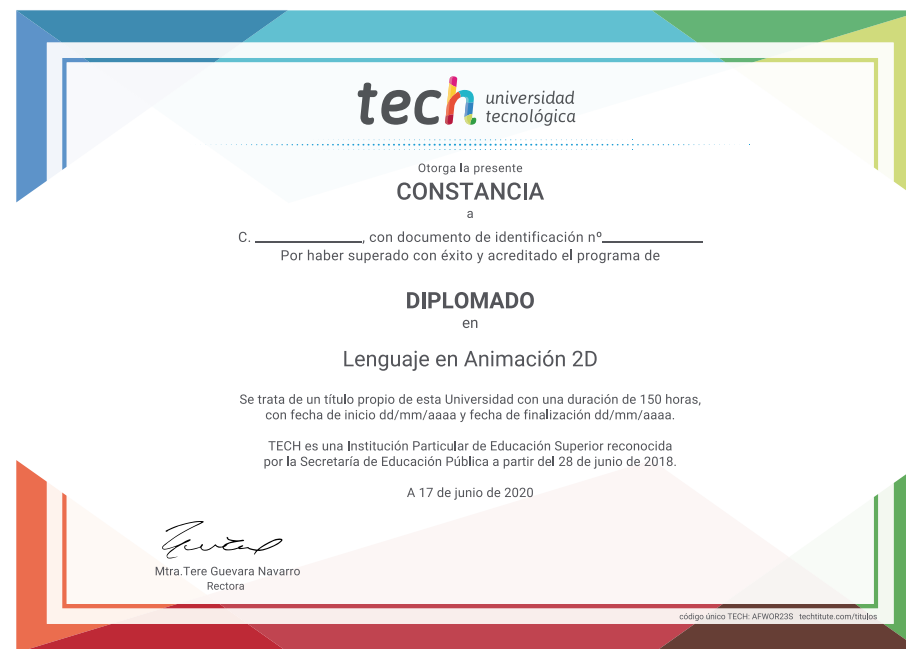 tech universidad
tecnológica
Otorga la presente
CONSTANCIA
a
C. ____________, con documento de identificación nº____________
Por haber superado con éxito y acreditado el programa de
DIPLOMADO
en
Lenguaje en Animación 2D
Se trata de un título propio de esta Universidad con una duración de 150 horas,
con fecha de inicio dd/mm/aaaa y fecha de finalización dd/mm/aaaa.
TECH es una Institución Particular de Educación Superior reconocida
por la Secretaría de Educación Pública a partir del 28 de junio de 2018.
A 17 de junio de 2020
Mtra.Tere Guevara Navarro
Rectora
código único TECH: AFWOR23S techtitute.com/titulos